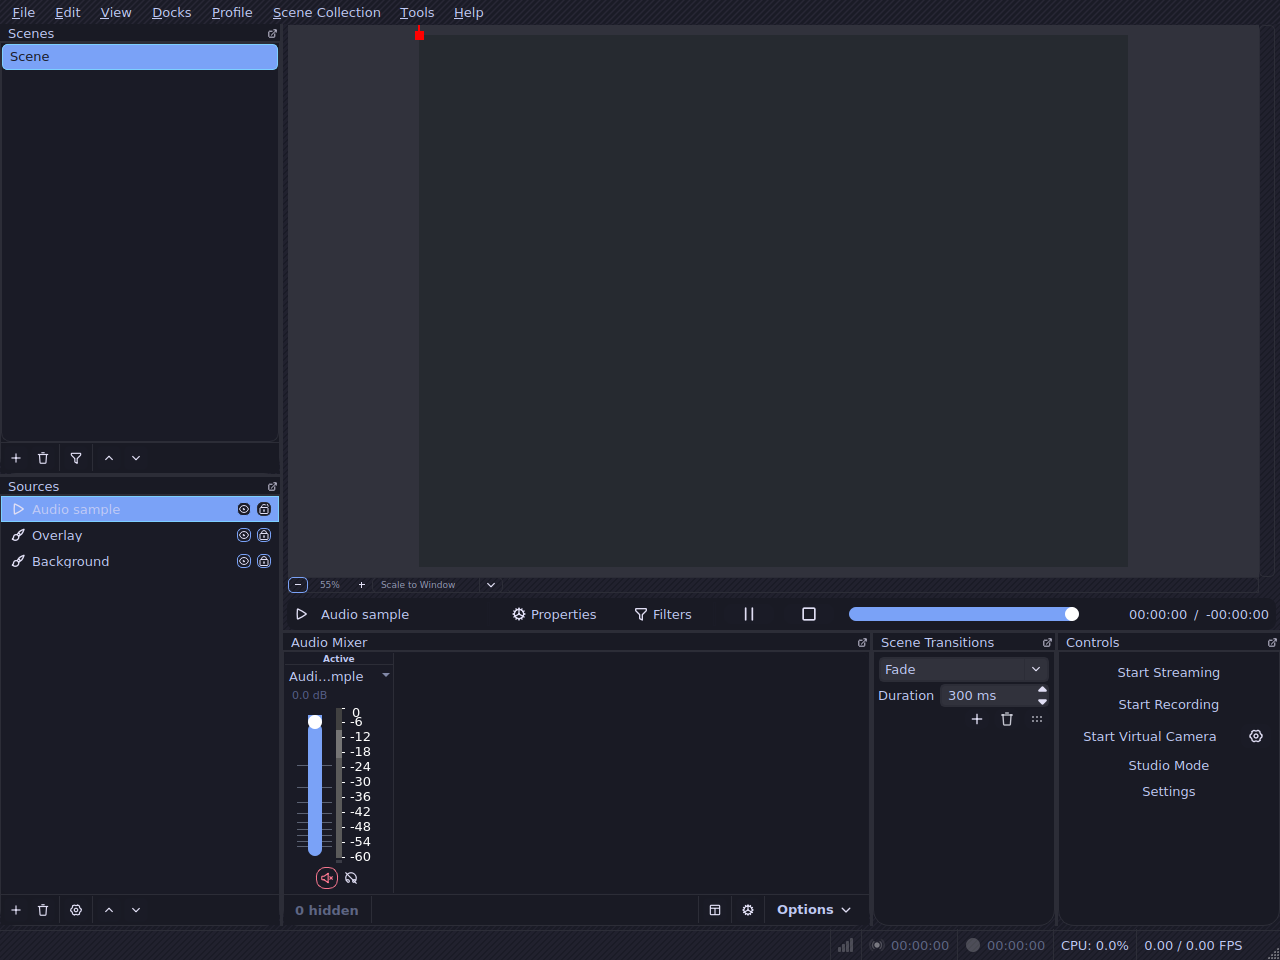 File Edit View Docks Profile Scene Collection Tools Help
Scenes
Scene
Sources
Audio sample
Overlay
Background
55% Scale to Window
Audio sample Properties Filters 00:00:00 / -00:00:00
Audio Mixer
Active
Audi...mple
0.0 dB
0
-6
-12
-18
-24
-30
-36
-42
-48
-54
-60
0 hidden
Options
Scene Transitions
Fade
Duration 300 ms
Controls
Start Streaming
Start Recording
Start Virtual Camera
Studio Mode
Settings
00:00:00 00:00:00 CPU: 0.0% 0.00 / 0.00 FPS